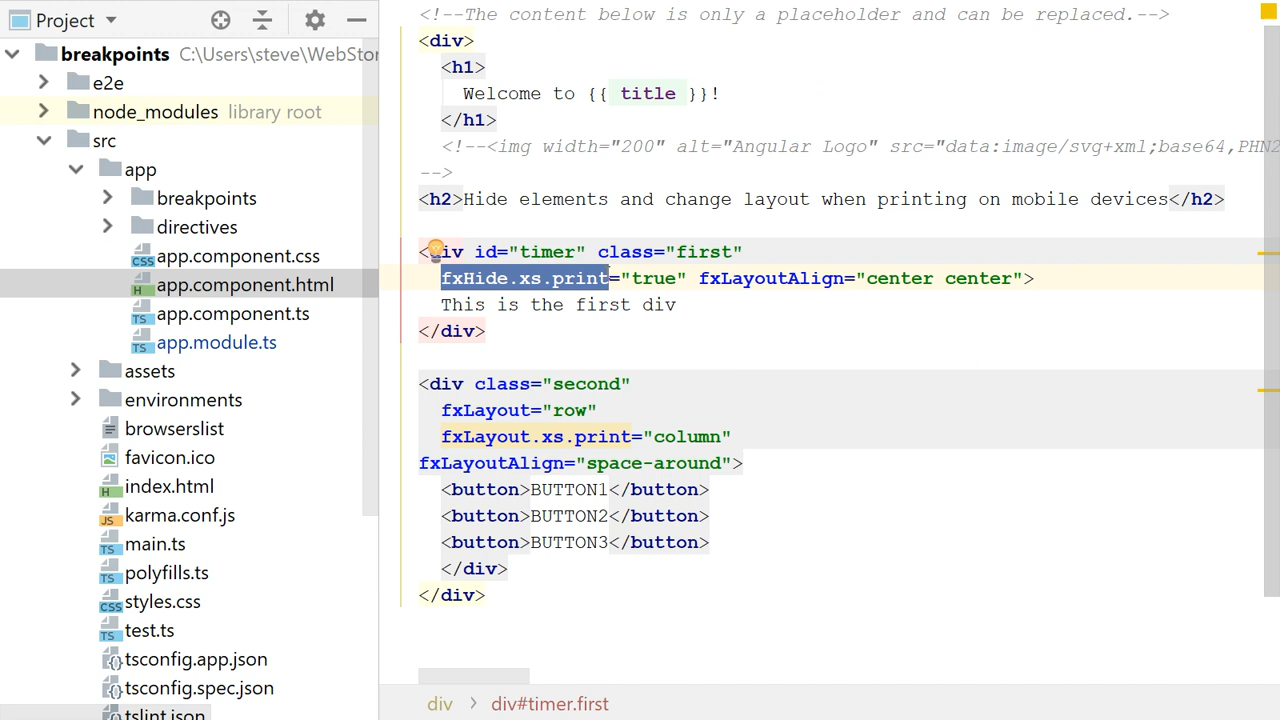 Project
breakpoints C:\Users\steve\WebStor
e2e
node_modules library root
src
app
breakpoints
directives
app.component.css
app.component.html
app.component.ts
app.module.ts
assets
environments
browserslist
favicon.ico
index.html
karma.conf.js
main.ts
polyfills.ts
styles.css
test.ts
tsconfig.app.json
tsconfig.spec.json
tslint.json
<!--The content below is only a placeholder and can be replaced.-->
<div>
<h1>
Welcome to {{ title }}!
</h1>
<!--<img width="200" alt="Angular Logo" src="data:image/svg+xml;base64,PHN2
-->
<h2>Hide elements and change layout when printing on mobile devices</h2>
<div id="timer" class="first"
fxHide.xs.print="true" fxLayoutAlign="center center">
This is the first div
</div>
<div class="second"
fxLayout="row"
fxLayout.xs.print="column"
fxLayoutAlign="space-around">
<button>BUTTON1</button>
<button>BUTTON2</button>
<button>BUTTON3</button>
</div>
</div>
div div#timer.first